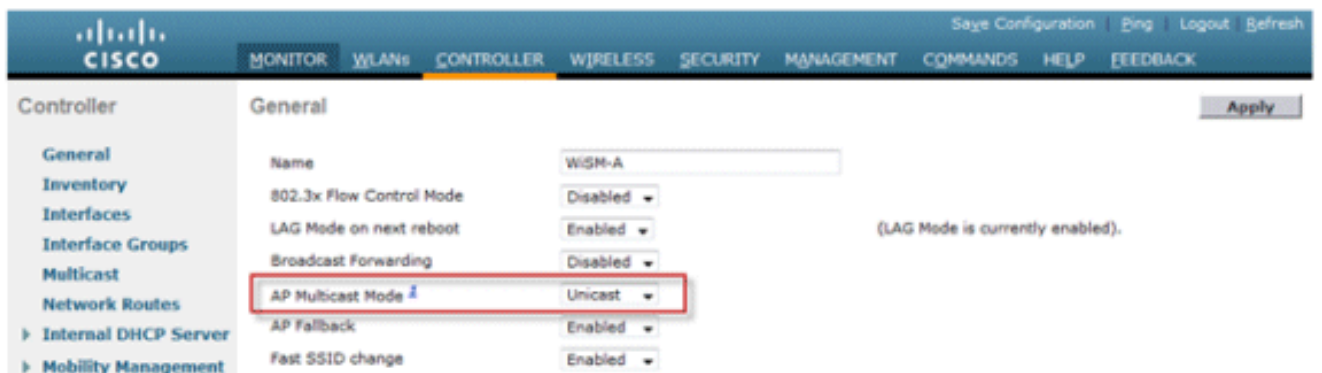 Save Configuration | Ping | Logout | Refresh
CISCO
MONITOR WLANs CONTROLLER WIRELESS SECURITY MANAGEMENT COMMANDS HELP FEEDBACK
Controller
General
Inventory
Interfaces
Interface Groups
Multicast
Network Routes
Internal DHCP Server
Mobility Management
General
Apply
Name WiSM-A
802.3x Flow Control Mode Disabled
LAG Mode on next reboot Enabled (LAG Mode is currently enabled).
Broadcast Forwarding Disabled
AP Multicast Mode Unicast
AP Fallback Enabled
Fast SSID change Enabled